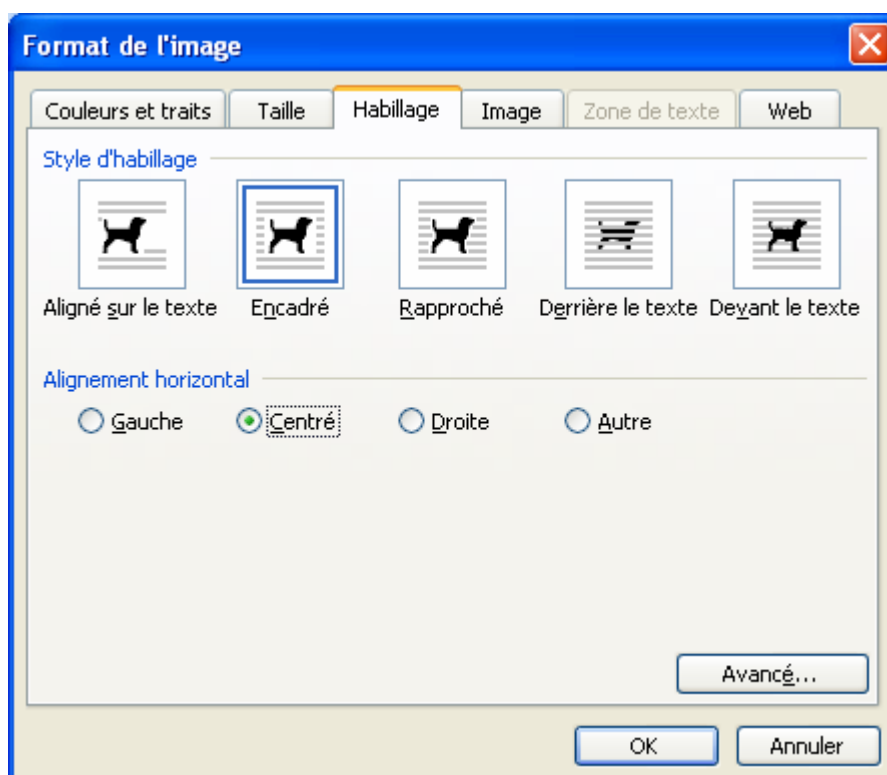 Format de l'image
Couleurs et traits Taille Habillage Image Zone de texte Web
Style d'habillage
Aligné sur le texte Encadré Rapproché Derrière le texte Devant le texte
Alignement horizontal
Gauche Centré Droite Autre
Avancé...
OK Annuler